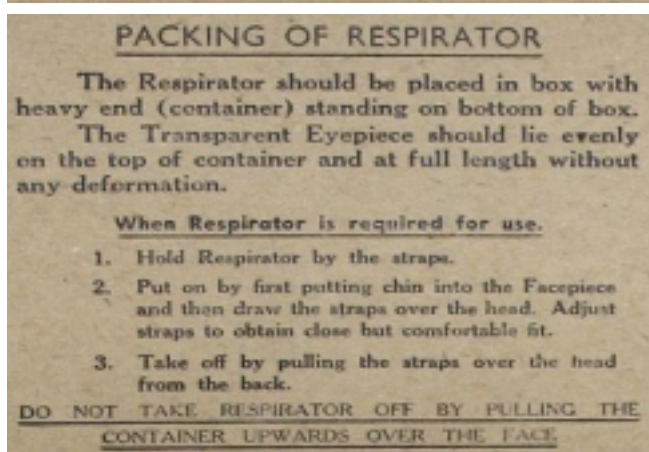 PACKING OF RESPIRATOR
The Respirator should be placed in box with
heavy end (container) standing on bottom of box.
The Transparent Eyepiece should lie evenly
on the top of container and at full length without
any deformation.
When Respirator is required for use.
1. Hold Respirator by the straps.
2. Put on by first putting chin into the Facepiece
and then draw the straps over the head. Adjust
straps to obtain close but comfortable fit.
3. Take off by pulling the straps over the head
from the back.
DO NOT TAKE RESPIRATOR OFF BY PULLING THE
CONTAINER UPWARDS OVER THE FACE